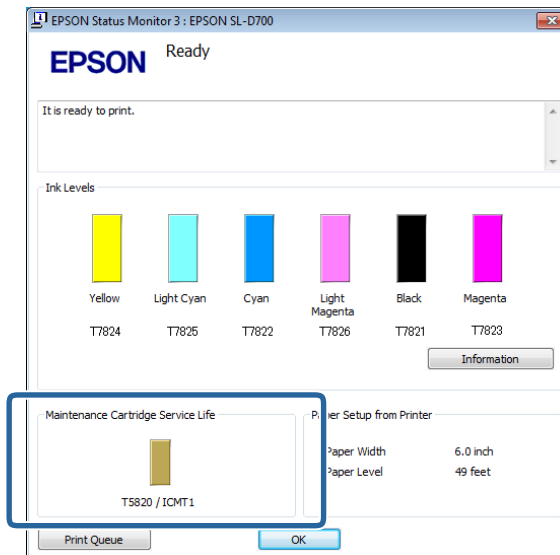 EPSON Status Monitor 3 : EPSON SL-D700
EPSON
Ready
It is ready to print.
Ink Levels
Yellow
Light Cyan
Cyan
Light
Magenta
Black
Magenta
T7824
T7825
T7822
T7826
T7821
T7823
Information
Maintenance Cartridge Service Life
T5820 / ICMT1
Paper Setup from Printer
Paper Width
6.0 inch
Paper Level
49 feet
Print Queue
OK